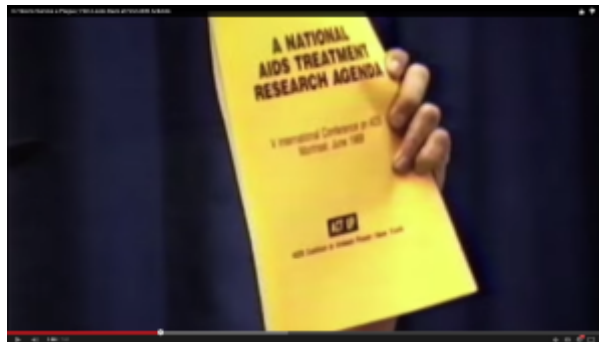 A NATIONAL
AIDS TREATMENT
RESEARCH AGENDA
V International Conference on AIDS
Montreal, June 1989
ACT UP
AIDS Coalition to Unleash Power New York